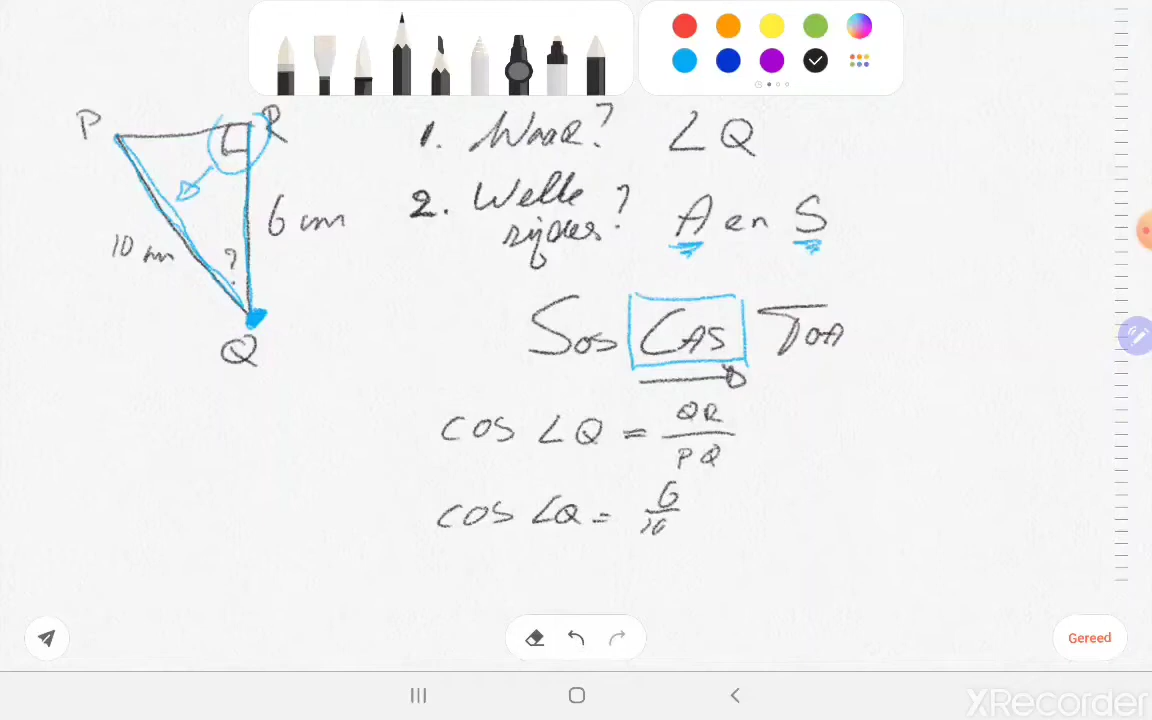 P R
6 cm
10 cm
?
Q
1. Waar? ∠Q
2. Welke zijdes? A en S
Sos Cas Toa
cos ∠Q = QR / PQ
cos ∠Q = 6 / 10
Gereed
XRecorder